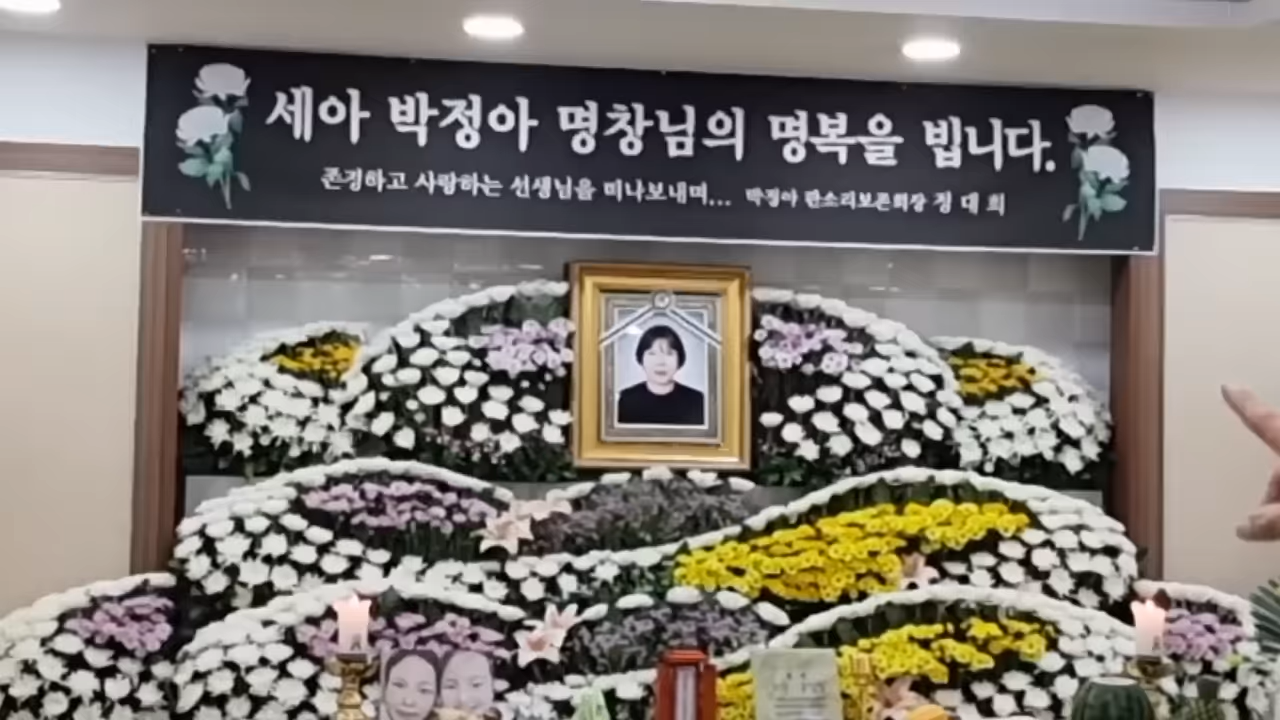 세아 박정아 명창님의 명복을 빕니다.
존경하고 사랑하는 선생님을 떠나보내며... 박정아 판소리보존회장 정 대 희